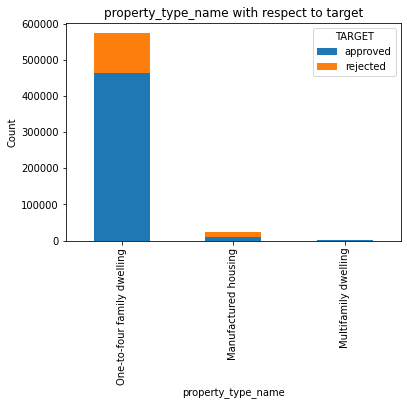 property_type_name with respect to target
TARGET
approved
rejected
Count
600000
500000
400000
300000
200000
100000
0
One-to-four family dwelling
Manufactured housing
Multifamily dwelling
property_type_name